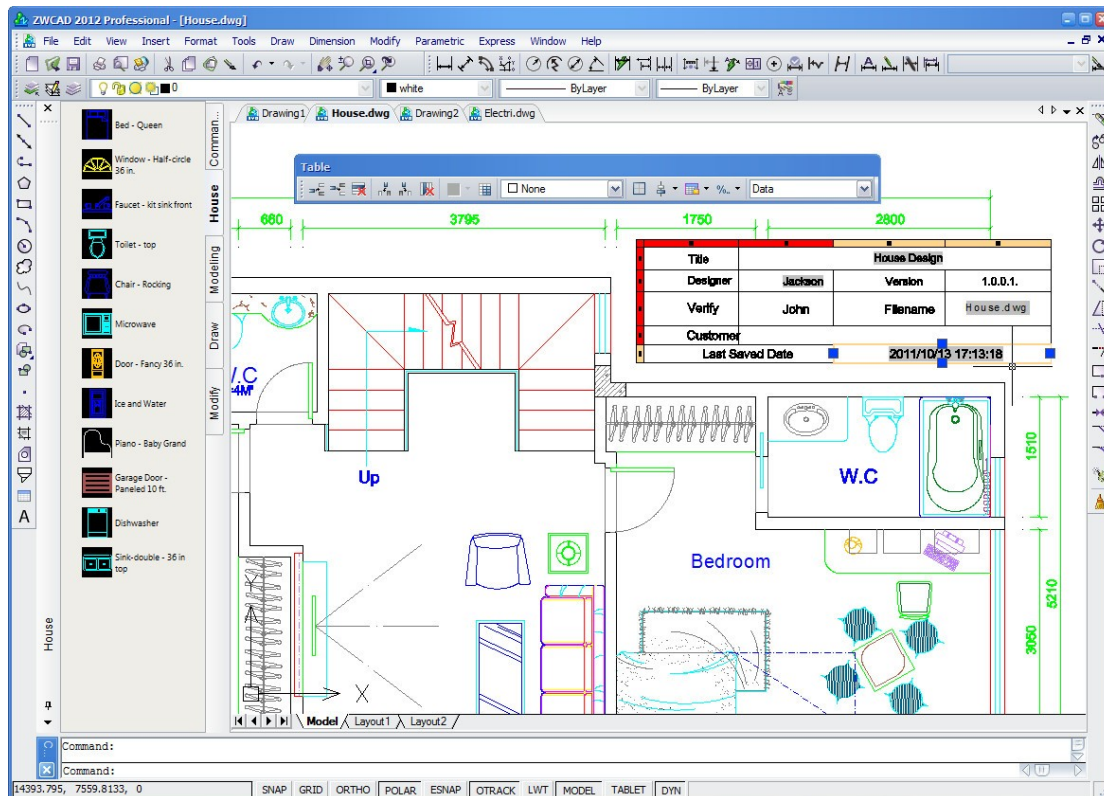 ZWCAD 2012 Professional - [House.dwg]
File Edit View Insert Format Tools Draw Dimension Modify Parametric Express Window Help
0 white ByLayer ByLayer
Drawing1 House.dwg Drawing2 Electri.dwg
Comman...
House
Modeling
Draw
Modify
Bed - Queen
Window - Half-circle
36 in.
Faucet - kit sink front
Toilet - top
Chair - Rocking
Microwave
Door - Fancy 36 in.
Ice and Water
Piano - Baby Grand
Garage Door -
Paneled 10 ft.
Dishwasher
Sink-double - 36 in
top
House
Table
None Data
660 3795 1750 2800
Title House Design
Designer Jackson Version 1.0.0.1.
Verify John Filename House.dwg
Customer
Last Saved Date 2011/10/13 17:13:18
Up
W.C
Bedroom
1510
5210
3050
Y
X
Model Layout1 Layout2
Command:
Command:
14393.795, 7559.8133, 0 SNAP GRID ORTHO POLAR ESNAP OTRACK LWT MODEL TABLET DYN